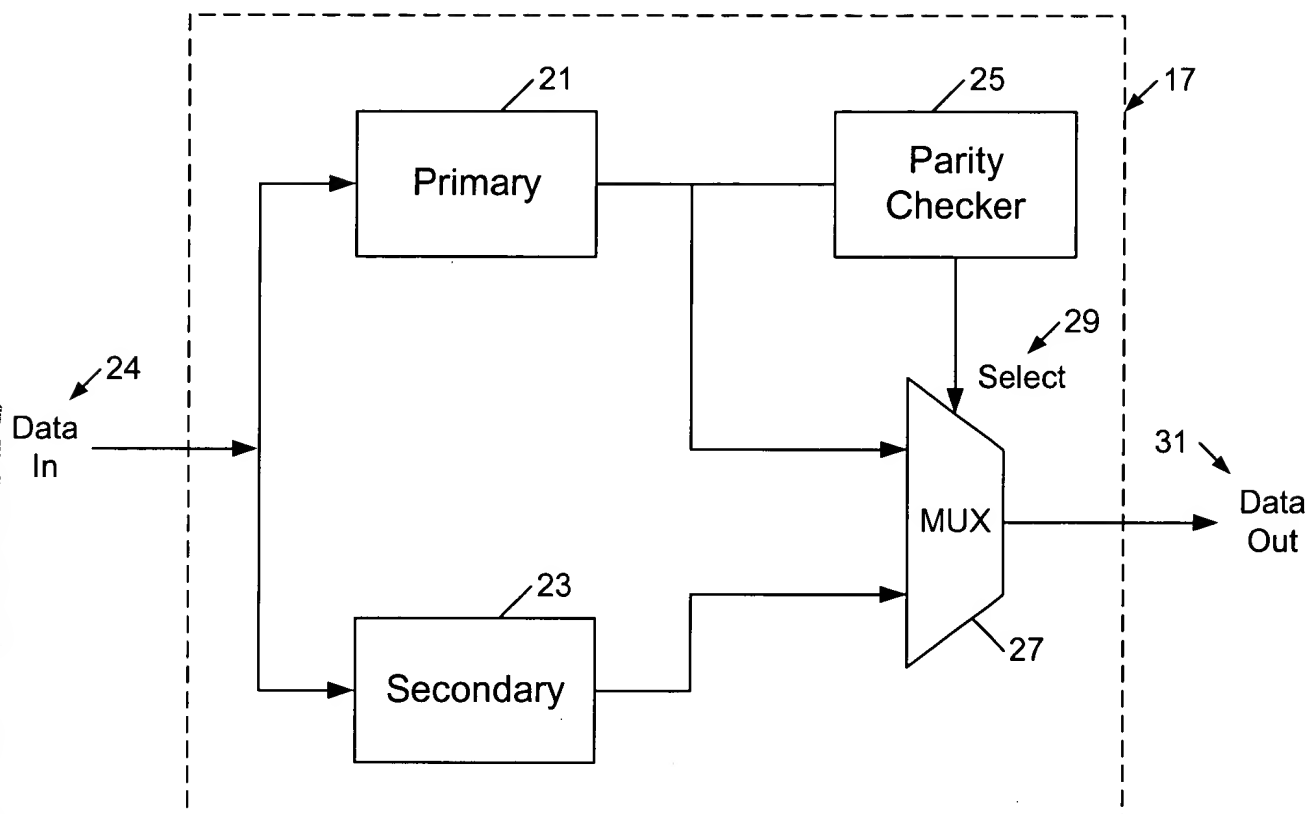 21
25
17
Primary
Parity
Checker
29
Select
24
Data
In
31
Data
Out
MUX
23
27
Secondary